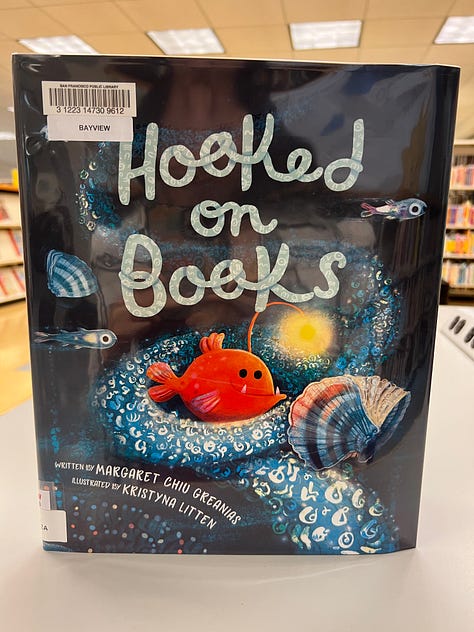 SAN FRANCISCO PUBLIC LIBRARY
3 1223 14730 9612
BAYVIEW
Hooked
on
Books
WRITTEN BY MARGARET CHIU GREANIAS
ILLUSTRATED BY KRISTYNA LITTEN